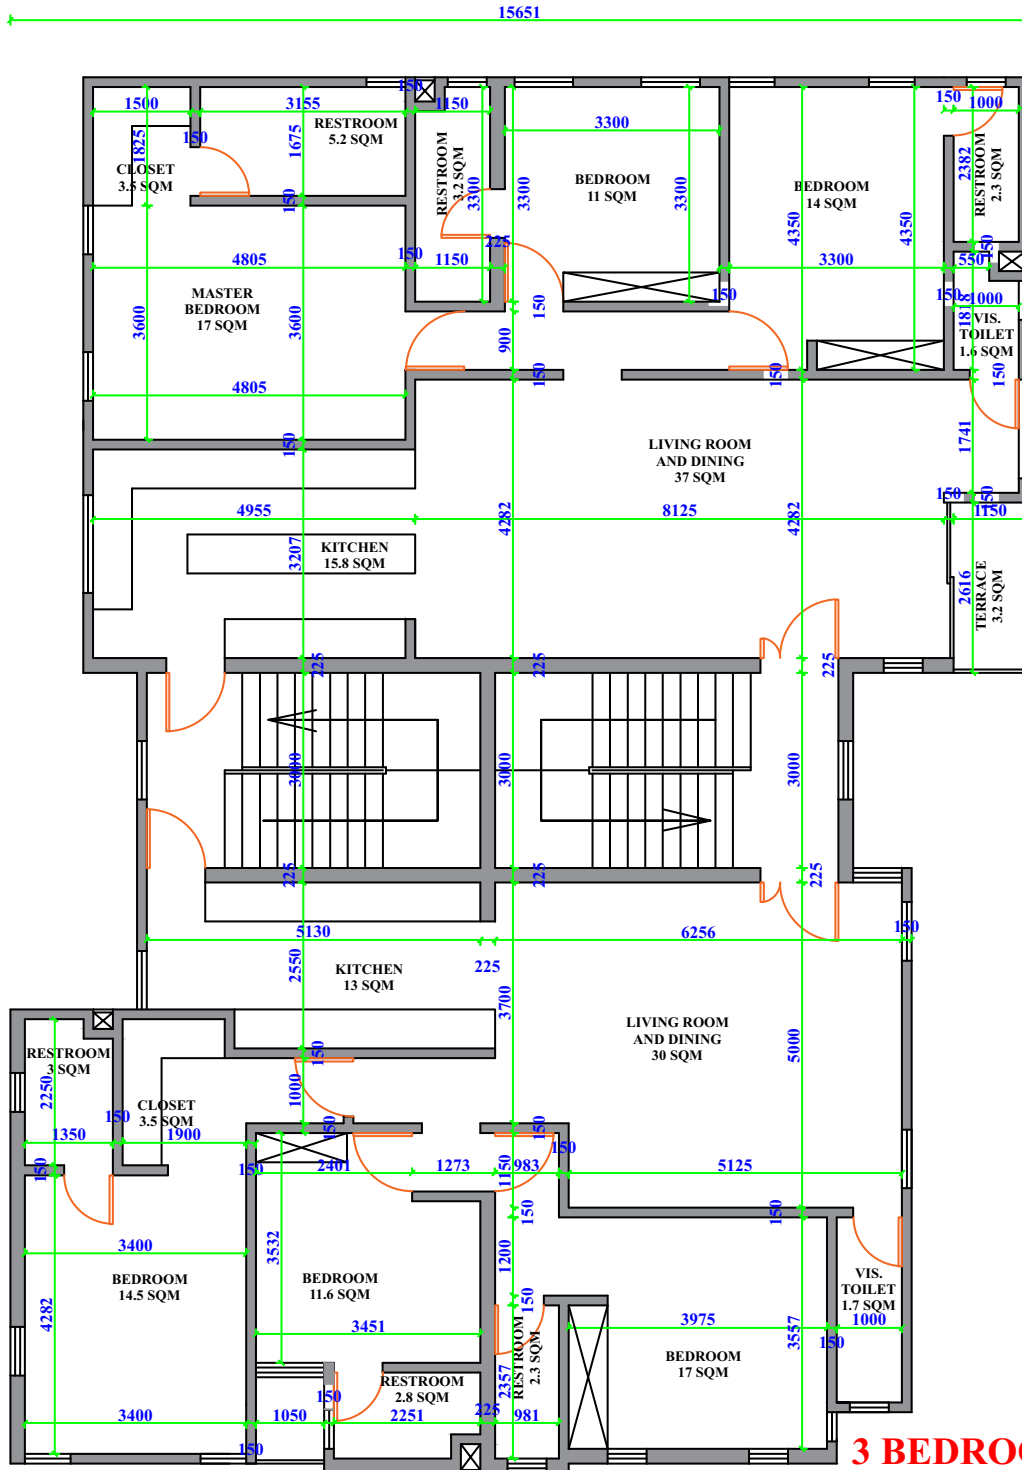 15651
150
1500
3155
1150
150
1000
RESTROOM
5.2 SQM
3300
1825
150
1675
CLOSET
3.5 SQM
RESTROOM
3.2 SQM
3300
3300
BEDROOM
11 SQM
3300
BEDROOM
14 SQM
4350
4350
2382
RESTROOM
2.3 SQM
150
225
150
150
550
4805
150
1150
3300
150
1000
MASTER
BEDROOM
17 SQM
3600
3600
150
900
150
1818
VIS.
TOILET
1.6 SQM
4805
150
150
150
150
1741
LIVING ROOM
AND DINING
37 SQM
4955
4282
8125
4282
150
150
1150
KITCHEN
15.8 SQM
3207
2616
TERRACE
3.2 SQM
225
225
225
3000
3000
3000
225
225
225
5130
6256
150
KITCHEN
13 SQM
2550
225
3700
LIVING ROOM
AND DINING
30 SQM
5000
RESTROOM
3 SQM
2250
150
1000
CLOSET
3.5 SQM
150
150
150
150
1350
1900
150
150
2401
1273
1150
983
5125
3400
3532
150
150
1200
BEDROOM
14.5 SQM
4282
BEDROOM
11.6 SQM
VIS.
TOILET
1.7 SQM
150
3451
3975
3557
150
1000
RESTROOM
2.3 SQM
2357
BEDROOM
17 SQM
RESTROOM
2.8 SQM
150
3400
1050
2251
225
981
150
3 BEDROO